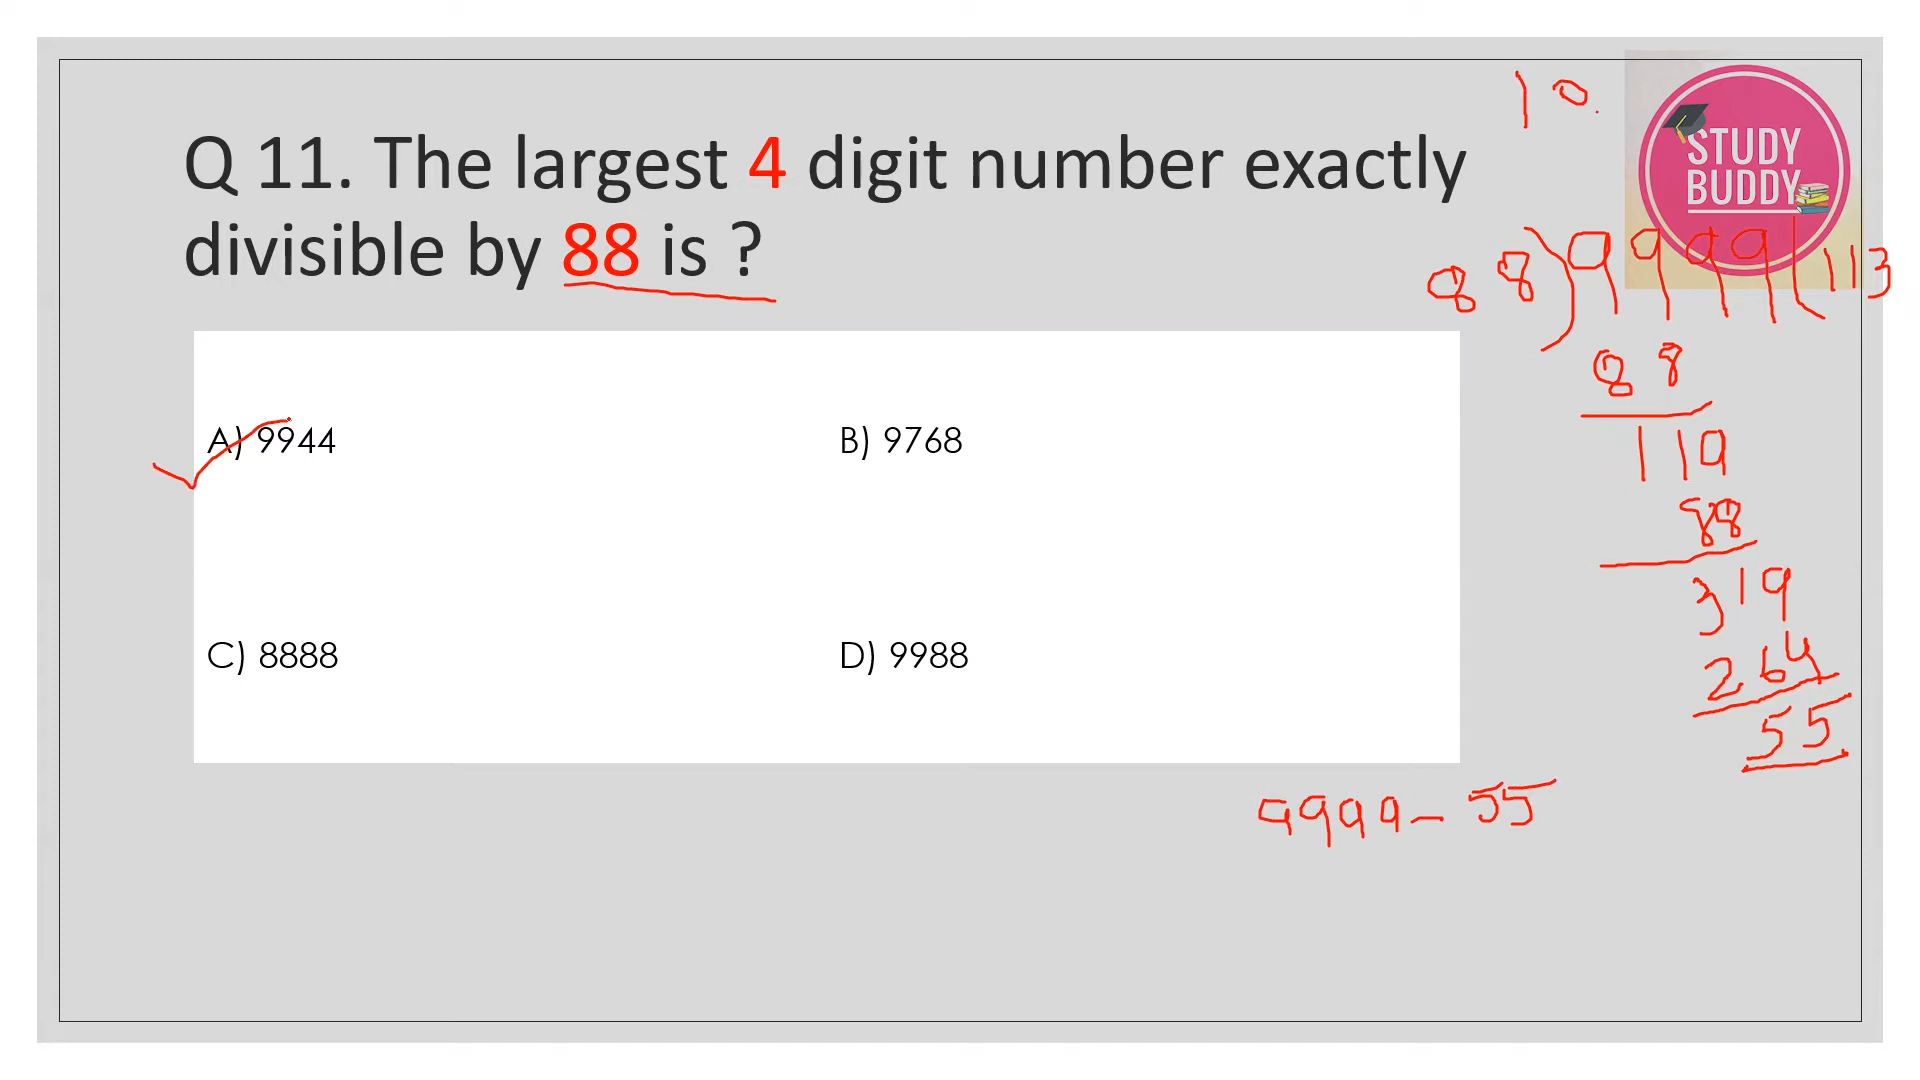 10.
STUDY
BUDDY
Q 11. The largest 4 digit number exactly
divisible by 88 is ?
88)9999(113
88
119
88
319
264
55
A) 9944
B) 9768
C) 8888
D) 9988
9999-55